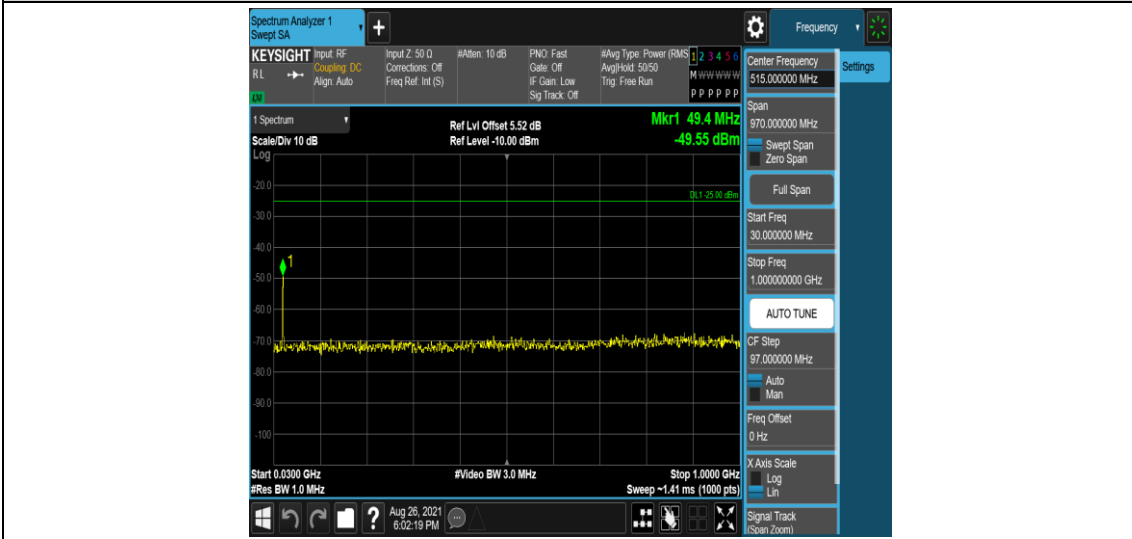 Spectrum Analyzer 1
Swept SA
+
Frequency
KEYSIGHT
RL
LXI
Input: RF
Coupling: DC
Align: Auto
Input Z: 50 Ω
Corrections: Off
Freq Ref: Int (S)
#Atten: 10 dB
PNO: Fast
Gate: Off
IF Gain: Low
Sig Track: Off
#Avg Type: Power (RMS
Avg|Hold: 50/50
Trig: Free Run
1 2 3 4 5 6
M W W W W W
P P P P P P
Settings
1 Spectrum
Scale/Div 10 dB
Log
Ref Lvl Offset 5.52 dB
Ref Level -10.00 dBm
Mkr1 49.4 MHz
-49.55 dBm
DL1 -25.00 dBm
-20.0
-30.0
-40.0
1
-50.0
-60.0
-70.0
-80.0
-90.0
-100
Start 0.0300 GHz
#Res BW 1.0 MHz
#Video BW 3.0 MHz
Stop 1.0000 GHz
Sweep ~1.41 ms (1000 pts)
Center Frequency
515.000000 MHz
Span
970.000000 MHz
Swept Span
Zero Span
Full Span
Start Freq
30.000000 MHz
Stop Freq
1.000000000 GHz
AUTO TUNE
CF Step
97.000000 MHz
Auto
Man
Freq Offset
0 Hz
X Axis Scale
Log
Lin
Signal Track
(Span Zoom)
?
Aug 26, 2021
6:02:19 PM